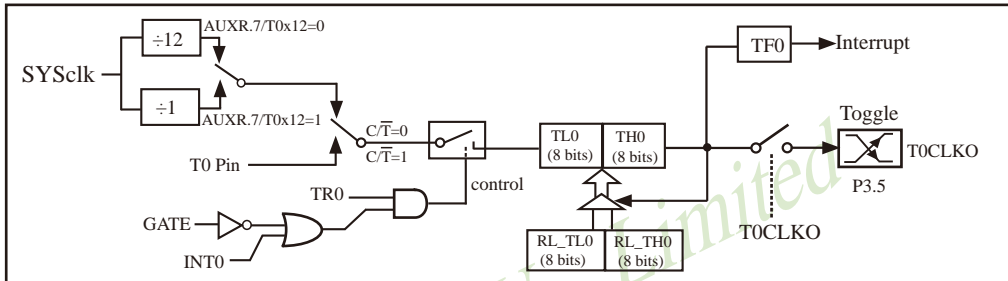 ÷12
AUXR.7/T0x12=0
SYSclk
÷1
AUXR.7/T0x12=1
T0 Pin
C/T̅=0
C/T̅=1
control
TR0
GATE
INT0
TL0
(8 bits)
TH0
(8 bits)
RL_TL0
(8 bits)
RL_TH0
(8 bits)
TF0
Interrupt
Toggle
T0CLKO
P3.5
T0CLKO
Limited